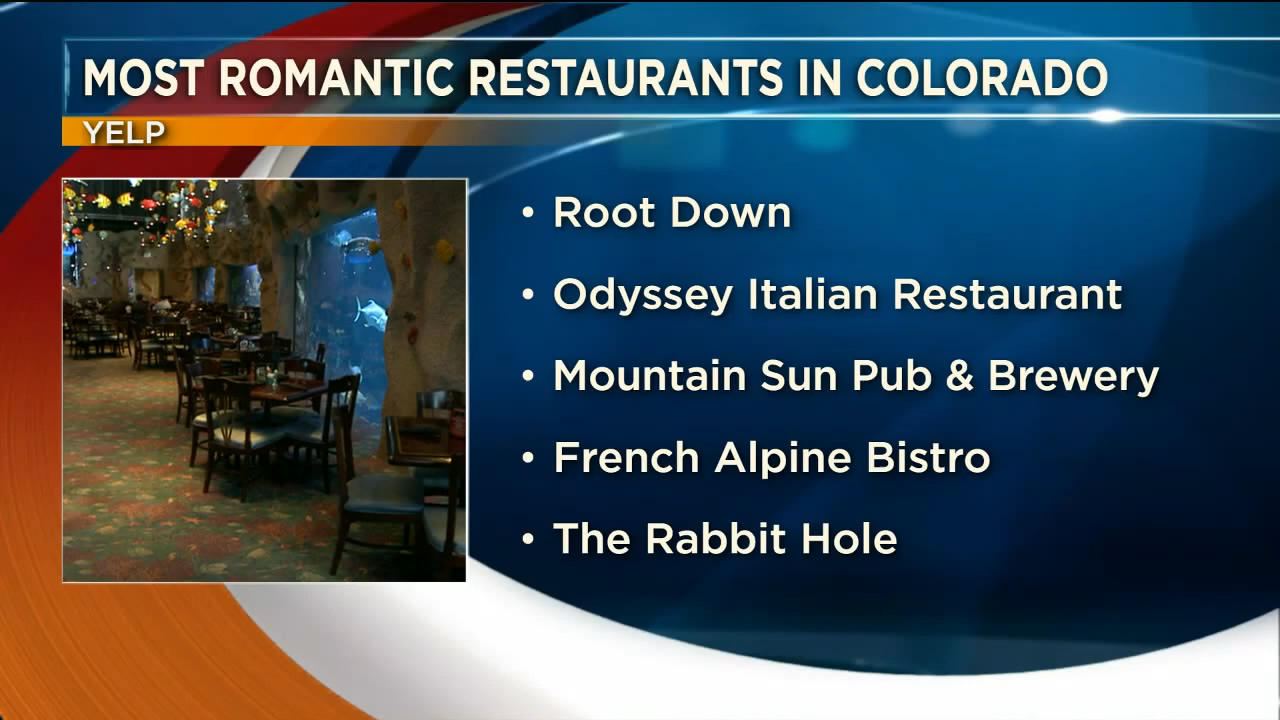 MOST ROMANTIC RESTAURANTS IN COLORADO
YELP
• Root Down
• Odyssey Italian Restaurant
• Mountain Sun Pub & Brewery
• French Alpine Bistro
• The Rabbit Hole